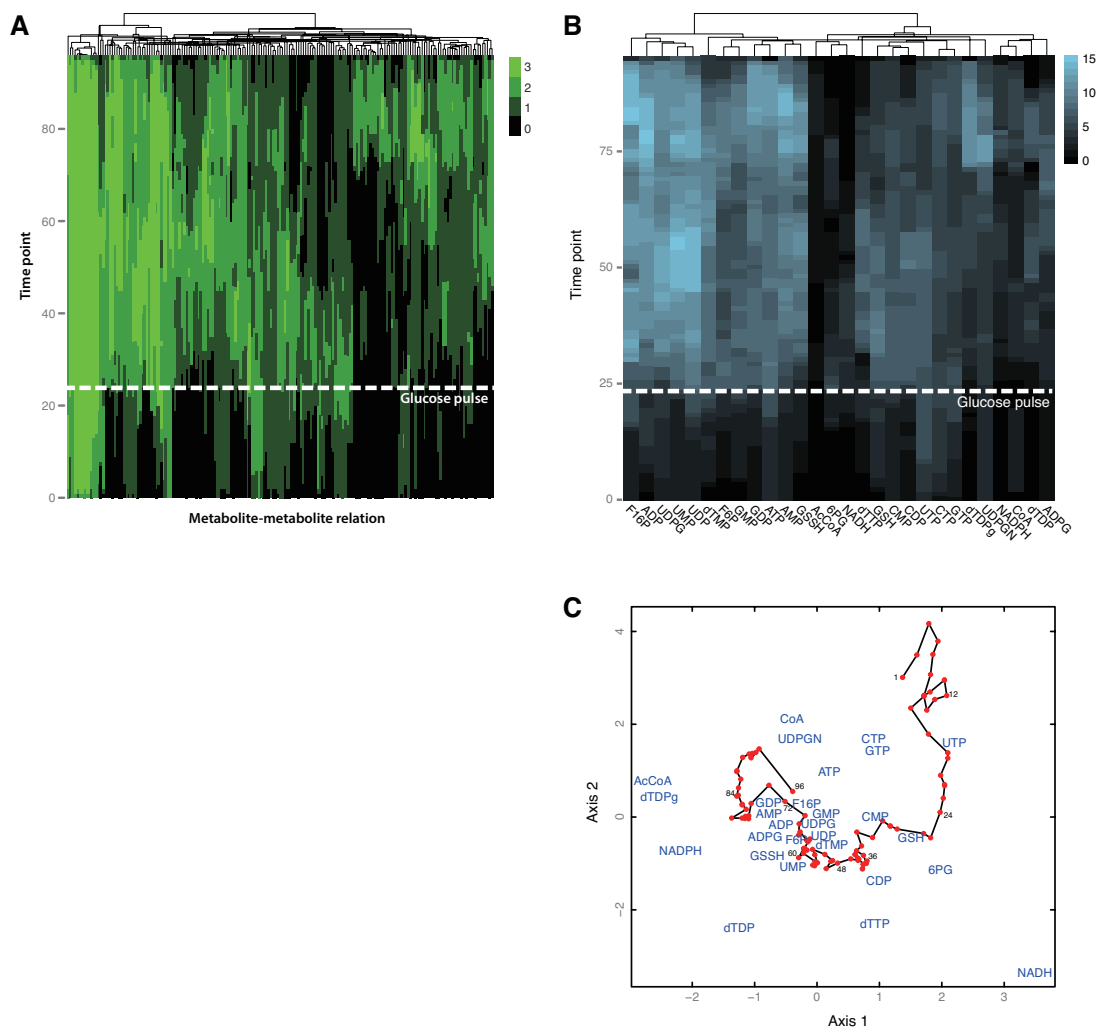 A
3
2
1
0
80
60
40
20
0
Time point
Glucose pulse
Metabolite-metabolite relation
B
15
10
5
0
75
50
25
0
Time point
Glucose pulse
F16P
ADP
UDPG
UMP
UDP
dTMP
F6P
GMP
GDP
ATP
AMP
GSSH
AcCoA
6PG
NADH
dTTP
GSH
CMP
CDP
UTP
CTP
GTP
dTDPg
UDPGN
NADPH
CoA
dTDP
ADPG
C
4
2
0
−2
Axis 2
1
12
CoA
UDPGN
CTP
GTP
UTP
ATP
AcCoA
dTDPg
84
96
72
GDP
F16P
AMP
GMP
CMP
24
ADP
UDPG
ADPG
F6P
UDP
dTMP
GSH
NADPH
GSSH
60
UMP
48
36
CDP
6PG
dTDP
dTTP
NADH
−2
−1
0
1
2
3
Axis 1